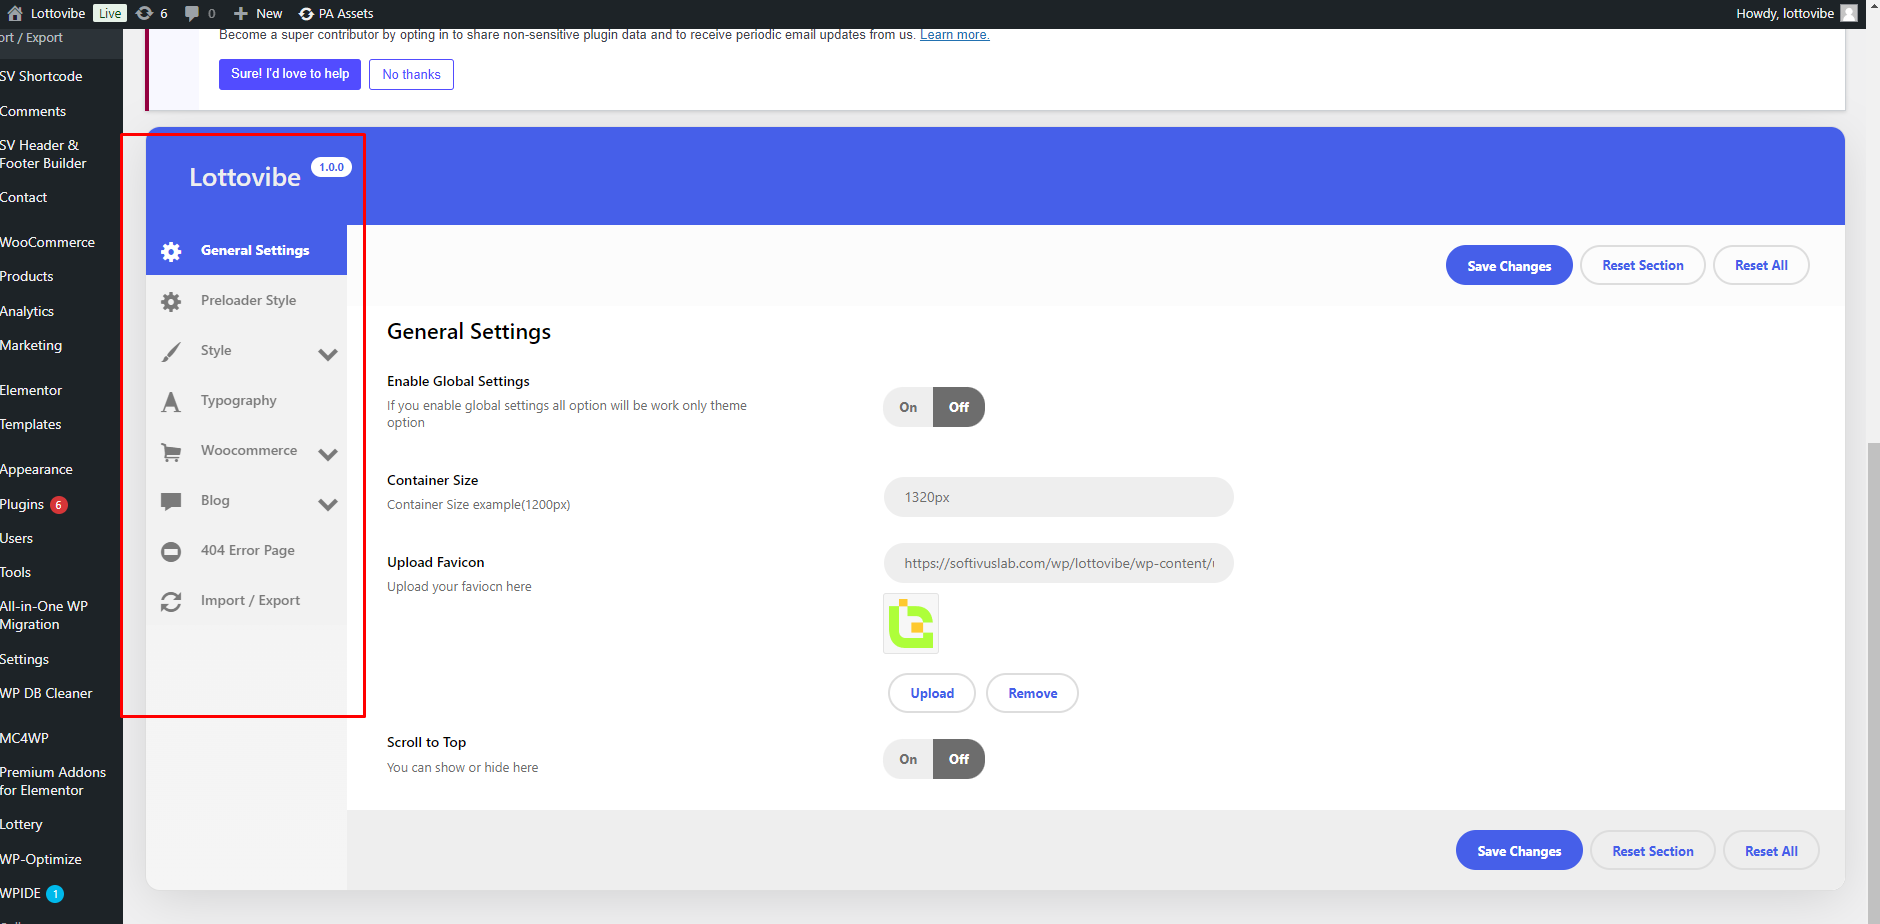 Lottovibe
Live
6
0
New
PA Assets
Howdy, lottovibe
ort / Export
SV Shortcode
Comments
SV Header &
Footer Builder
Contact
WooCommerce
Products
Analytics
Marketing
Elementor
Templates
Appearance
Plugins 6
Users
Tools
All-in-One WP
Migration
Settings
WP DB Cleaner
MC4WP
Premium Addons
for Elementor
Lottery
WP-Optimize
WPIDE 1
Become a super contributor by opting in to share non-sensitive plugin data and to receive periodic email updates from us. Learn more.
Sure! I'd love to help
No thanks
Lottovibe 1.0.0
General Settings
Preloader Style
Style
Typography
Woocommerce
Blog
404 Error Page
Import / Export
Save Changes
Reset Section
Reset All
General Settings
Enable Global Settings
If you enable global settings all option will be work only theme
option
On
Off
Container Size
Container Size example(1200px)
1320px
Upload Favicon
Upload your faviocn here
https://softivuslab.com/wp/lottovibe/wp-content/
Upload
Remove
Scroll to Top
You can show or hide here
On
Off
Save Changes
Reset Section
Reset All